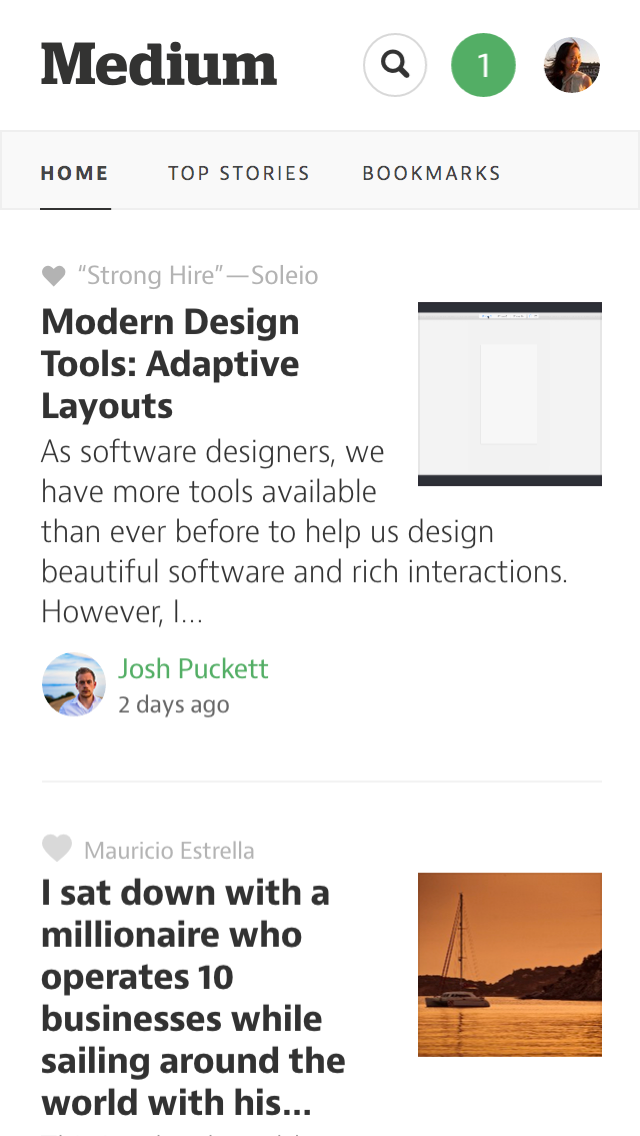 Medium
1
HOME TOP STORIES BOOKMARKS
“Strong Hire”—Soleio
Modern Design
Tools: Adaptive
Layouts
As software designers, we
have more tools available
than ever before to help us design
beautiful software and rich interactions.
However, I...
Josh Puckett
2 days ago
Mauricio Estrella
I sat down with a
millionaire who
operates 10
businesses while
sailing around the
world with his...